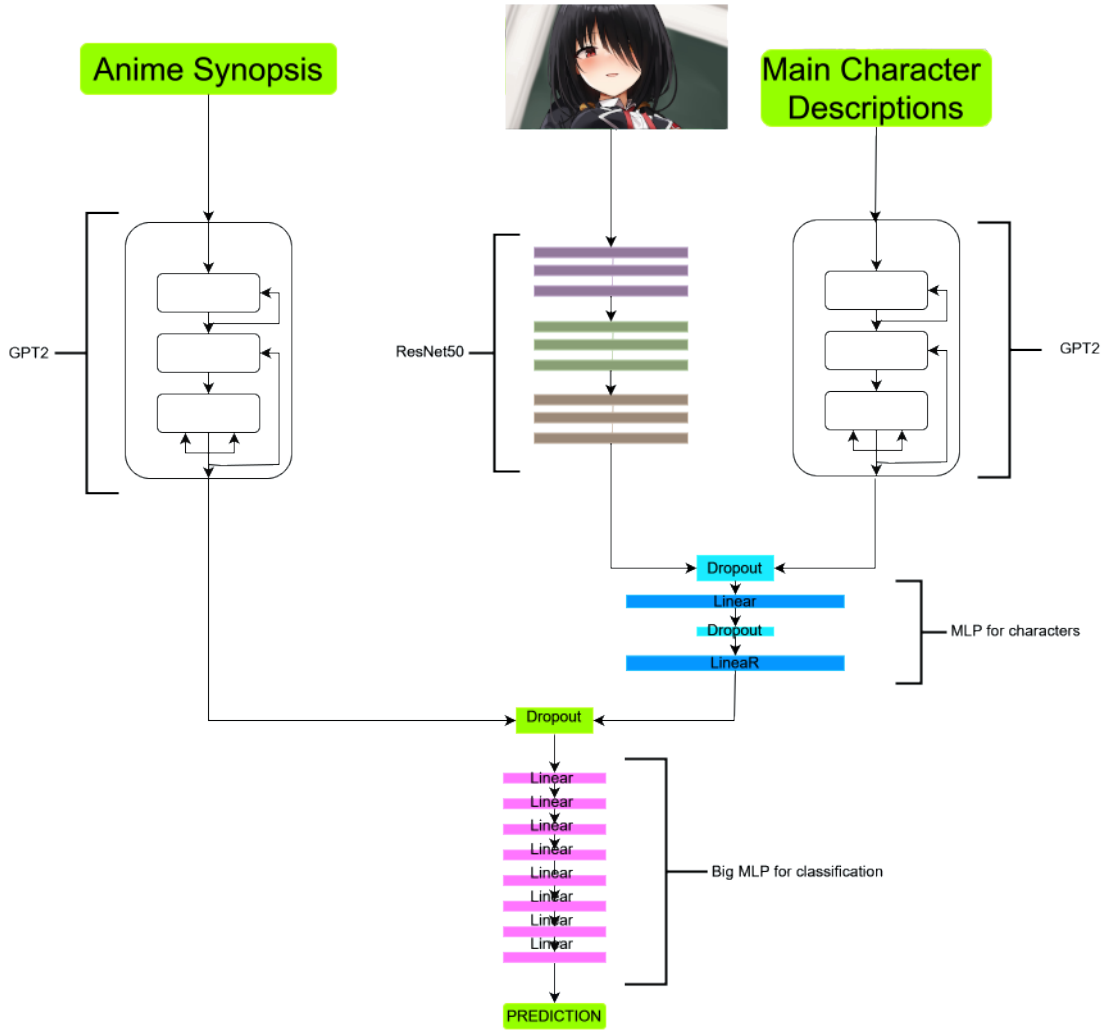 Anime Synopsis
Main Character
Descriptions
GPT2
ResNet50
GPT2
Dropout
Linear
Dropout
LineaR
MLP for characters
Dropout
Linear
Linear
Linear
Linear
Linear
Linear
Linear
Linear
Big MLP for classification
PREDICTION